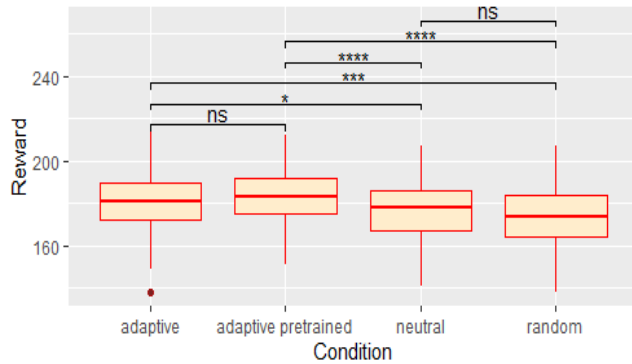 ns
****
****
***
*
ns
240
200
160
Reward
adaptive
adaptive pretrained
neutral
random
Condition